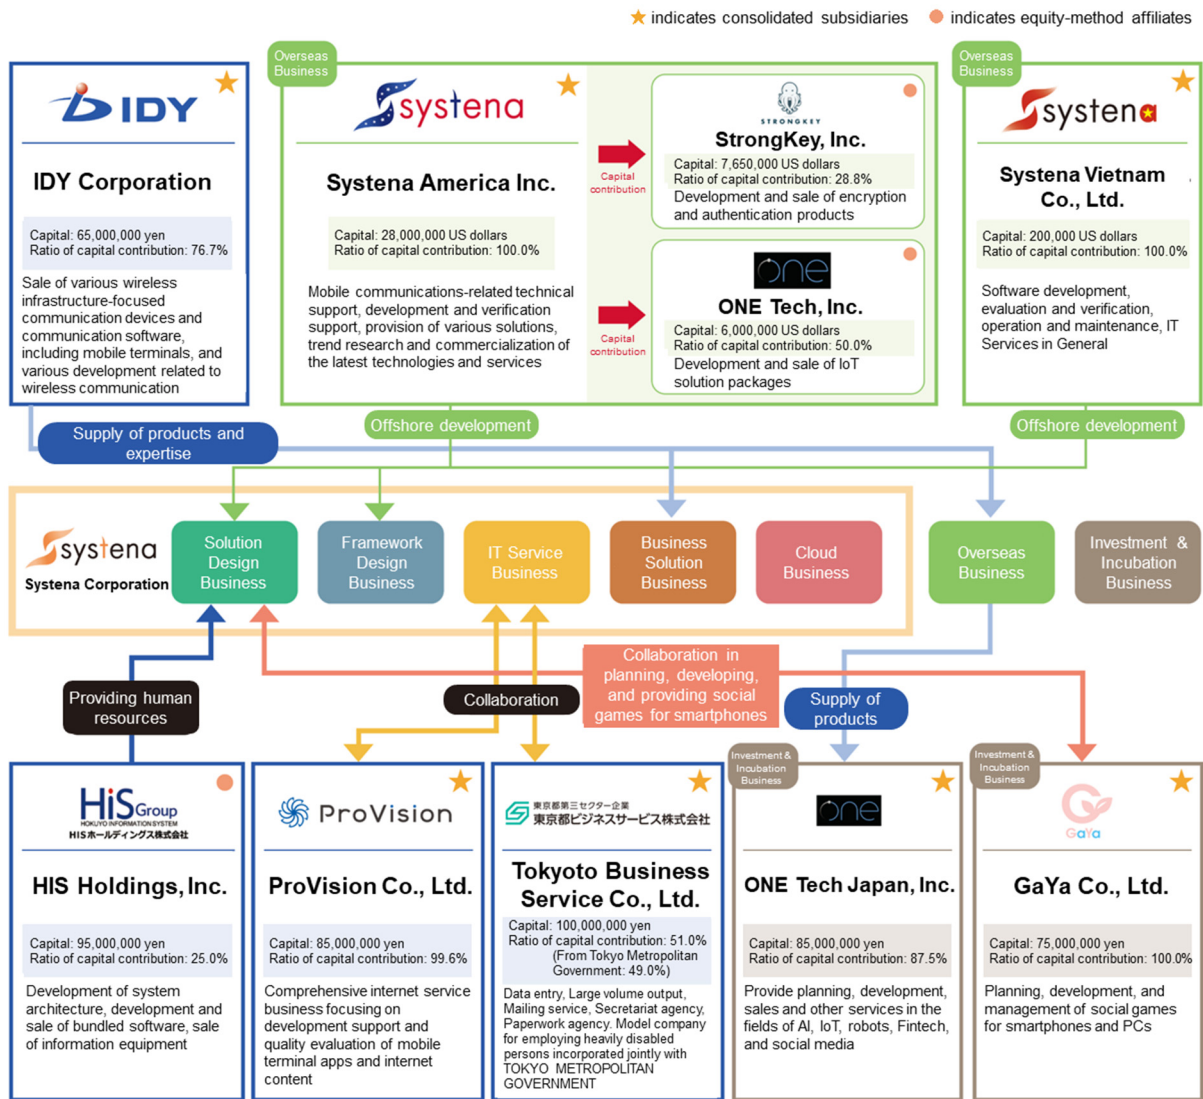 ★ indicates consolidated subsidiaries ● indicates equity-method affiliates
Overseas
Business
IDY
IDY Corporation
Capital: 65,000,000 yen
Ratio of capital contribution: 76.7%
Sale of various wireless
infrastructure-focused
communication devices and
communication software,
including mobile terminals, and
various development related to
wireless communication
systena
Systena America Inc.
Capital: 28,000,000 US dollars
Ratio of capital contribution: 100.0%
Mobile communications-related technical
support, development and verification
support, provision of various solutions,
trend research and commercialization of
the latest technologies and services
Capital
contribution
STRONGKEY
StrongKey, Inc.
Capital: 7,650,000 US dollars
Ratio of capital contribution: 28.8%
Development and sale of encryption
and authentication products
Capital
contribution
one
ONE Tech, Inc.
Capital: 6,000,000 US dollars
Ratio of capital contribution: 50.0%
Development and sale of IoT
solution packages
Overseas
Business
systena
Systena Vietnam
Co., Ltd.
Capital: 200,000 US dollars
Ratio of capital contribution: 100.0%
Software development,
evaluation and verification,
operation and maintenance, IT
Services in General
Supply of products and
expertise
Offshore development
Offshore development
systena
Systena Corporation
Solution
Design
Business
Framework
Design
Business
IT Service
Business
Business
Solution
Business
Cloud
Business
Overseas
Business
Investment &
Incubation
Business
Providing human
resources
Collaboration
Collaboration in
planning, developing,
and providing social
games for smartphones
Supply of
products
HiS Group
HOKUYO INFORMATION SYSTEM
HISホールディングス株式会社
HIS Holdings, Inc.
Capital: 95,000,000 yen
Ratio of capital contribution: 25.0%
Development of system
architecture, development and
sale of bundled software, sale
of information equipment
ProVision
ProVision Co., Ltd.
Capital: 85,000,000 yen
Ratio of capital contribution: 99.6%
Comprehensive internet service
business focusing on
development support and
quality evaluation of mobile
terminal apps and internet
content
東京都第三セクター企業
東京都ビジネスサービス株式会社
Tokyoto Business
Service Co., Ltd.
Capital: 100,000,000 yen
Ratio of capital contribution: 51.0%
(From Tokyo Metropolitan
Government: 49.0%)
Data entry, Large volume output,
Mailing service, Secretariat agency,
Paperwork agency. Model company
for employing heavily disabled
persons incorporated jointly with
TOKYO METROPOLITAN
GOVERNMENT
Investment &
Incubation
Business
one
ONE Tech Japan, Inc.
Capital: 85,000,000 yen
Ratio of capital contribution: 87.5%
Provide planning, development,
sales and other services in the
fields of AI, IoT, robots, Fintech,
and social media
Investment &
Incubation
Business
GaYa
GaYa Co., Ltd.
Capital: 75,000,000 yen
Ratio of capital contribution: 100.0%
Planning, development, and
management of social games
for smartphones and PCs